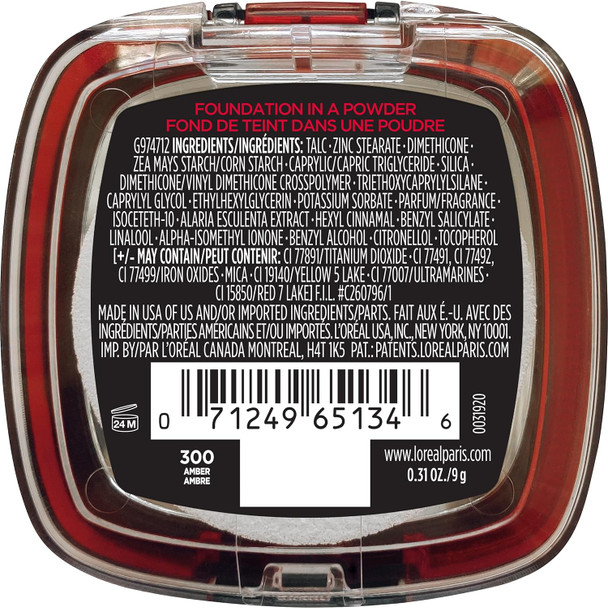 FOUNDATION IN A POWDER
FOND DE TEINT DANS UNE POUDRE
G974712 INGREDIENTS/INGRÉDIENTS: TALC • ZINC STEARATE • DIMETHICONE •
ZEA MAYS STARCH/CORN STARCH • CAPRYLIC/CAPRIC TRIGLYCERIDE • SILICA •
DIMETHICONE/VINYL DIMETHICONE CROSSPOLYMER • TRIETHOXYCAPRYLYLSILANE •
CAPRYLYL GLYCOL • ETHYLHEXYLGLYCERIN • POTASSIUM SORBATE • PARFUM/FRAGRANCE •
ISOCETETH-10 • ALARIA ESCULENTA EXTRACT • HEXYL CINNAMAL • BENZYL SALICYLATE •
LINALOOL • ALPHA-ISOMETHYL IONONE • BENZYL ALCOHOL • CITRONELLOL • TOCOPHEROL
[+/- MAY CONTAIN/PEUT CONTENIR: CI 77891/TITANIUM DIOXIDE • CI 77491, CI 77492,
CI 77499/IRON OXIDES • MICA • CI 19140/YELLOW 5 LAKE • CI 77007/ULTRAMARINES •
CI 15850/RED 7 LAKE] F.I.L. #C260796/1
MADE IN USA OF US AND/OR IMPORTED INGREDIENTS/PARTS. FAIT AUX É.-U. AVEC DES
INGRÉDIENTS/PARTIES AMÉRICAINS ET/OU IMPORTÉS. L'ORÉAL USA, INC., NEW YORK, NY 10001.
IMP. BY/PAR L'ORÉAL CANADA MONTREAL, H4T 1K5 PAT.: PATENTS.LOREALPARIS.COM
24 M
0 71249 65134 6
0031920
300
AMBER
AMBRE
www.lorealparis.com
0.31 OZ./9 g